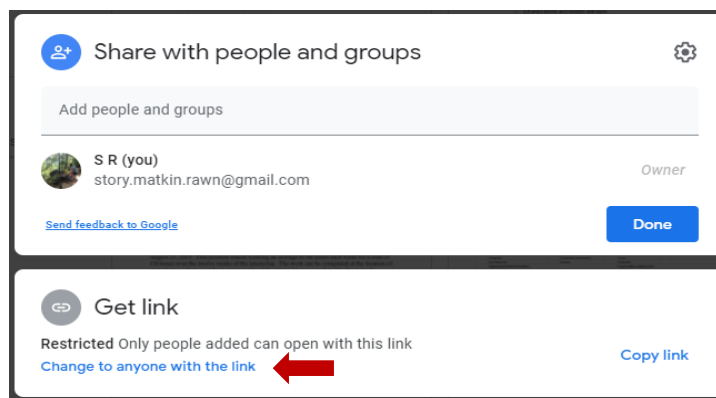 Share with people and groups
Add people and groups
S R (you)
story.matkin.rawn@gmail.com
Owner
Send feedback to Google
Done
Get link
Restricted Only people added can open with this link
Change to anyone with the link
Copy link